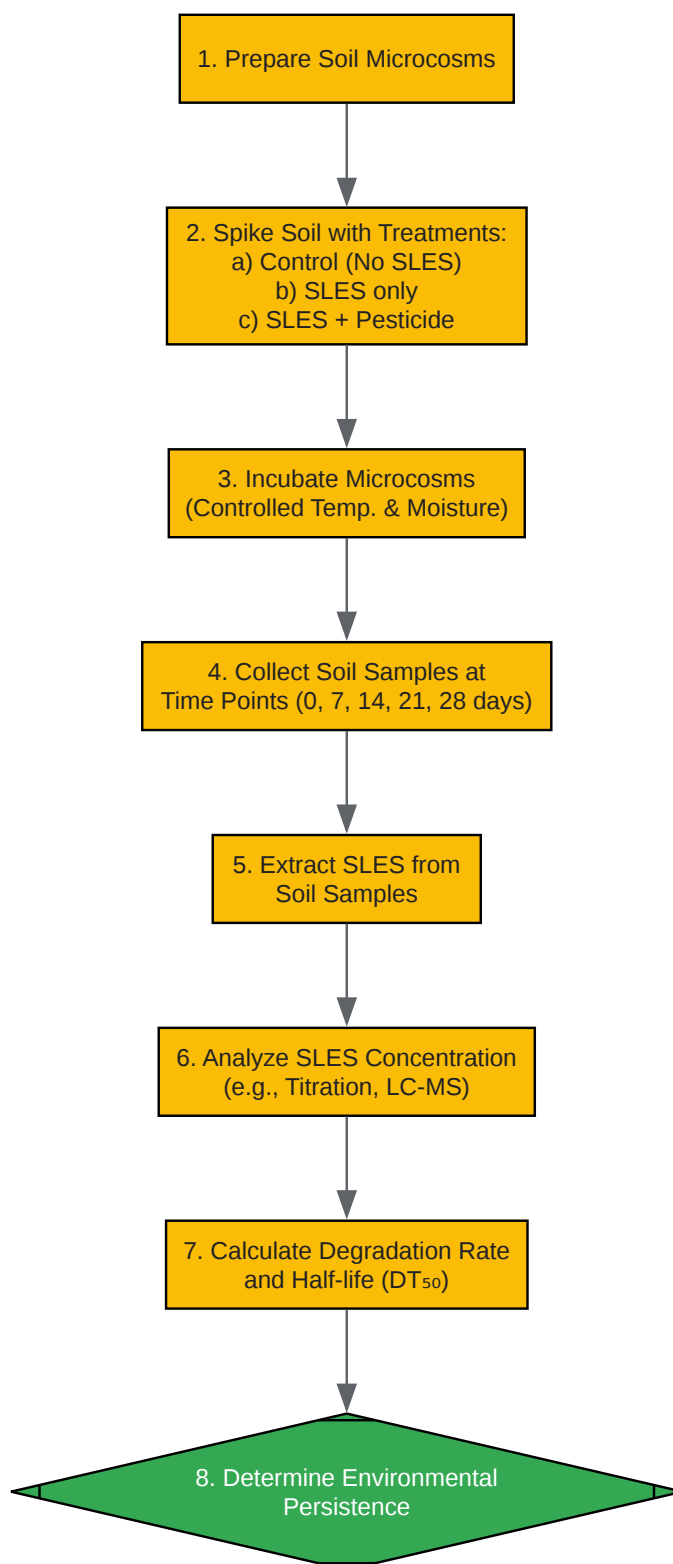 1. Prepare Soil Microcosms
2. Spike Soil with Treatments:
a) Control (No SLES)
b) SLES only
c) SLES + Pesticide
3. Incubate Microcosms
(Controlled Temp. & Moisture)
4. Collect Soil Samples at
Time Points (0, 7, 14, 21, 28 days)
5. Extract SLES from
Soil Samples
6. Analyze SLES Concentration
(e.g., Titration, LC-MS)
7. Calculate Degradation Rate
and Half-life (DT₅₀)
8. Determine Environmental
Persistence